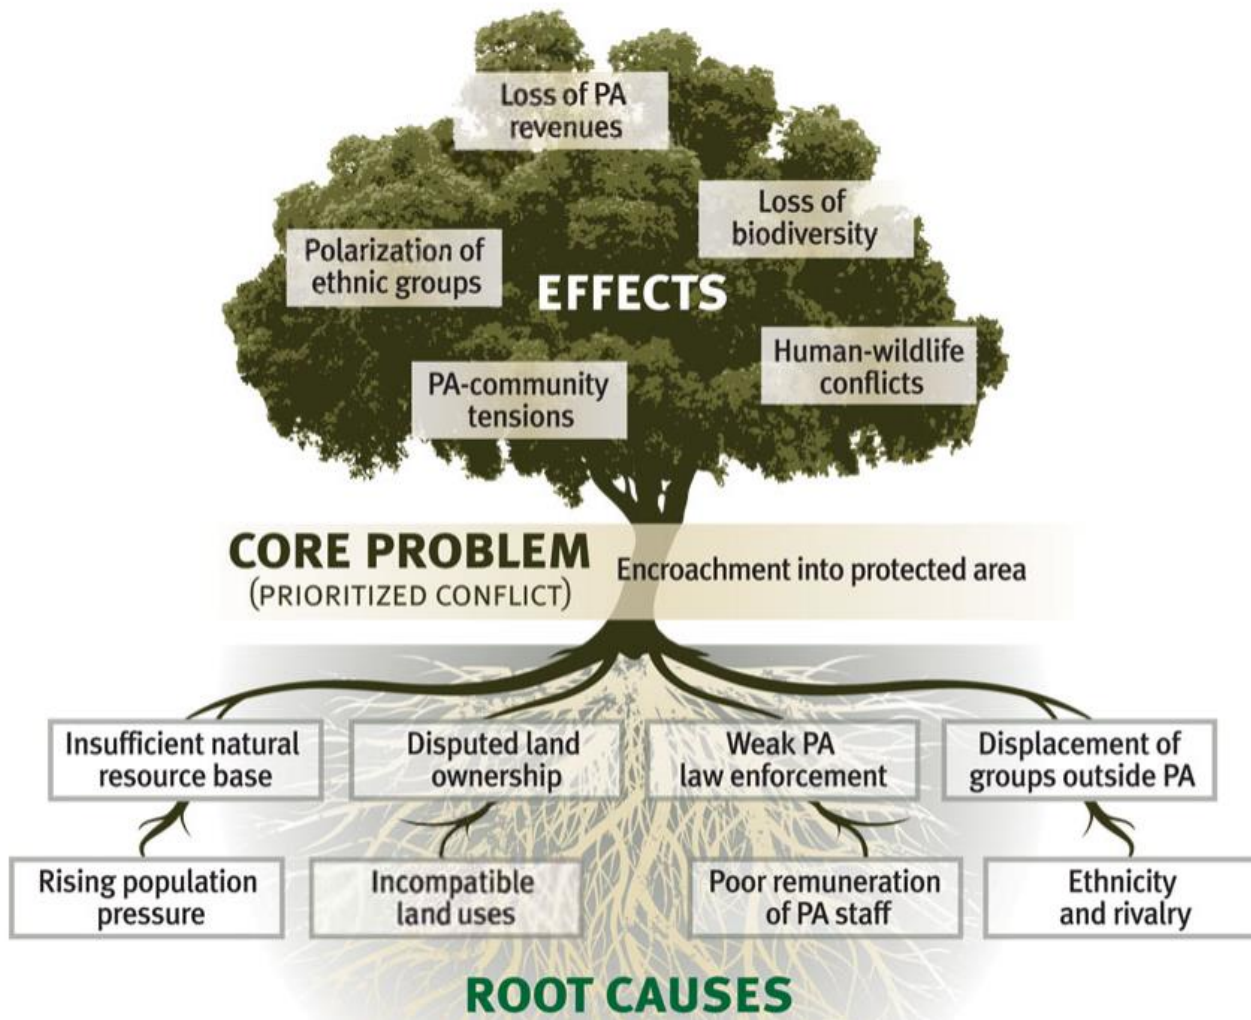 Loss of PA
revenues
Loss of
biodiversity
Polarization of
ethnic groups
EFFECTS
Human-wildlife
conflicts
PA-community
tensions
CORE PROBLEM
(PRIORITIZED CONFLICT)
Encroachment into protected area
Insufficient natural
resource base
Disputed land
ownership
Weak PA
law enforcement
Displacement of
groups outside PA
Rising population
pressure
Incompatible
land uses
Poor remuneration
of PA staff
Ethnicity
and rivalry
ROOT CAUSES